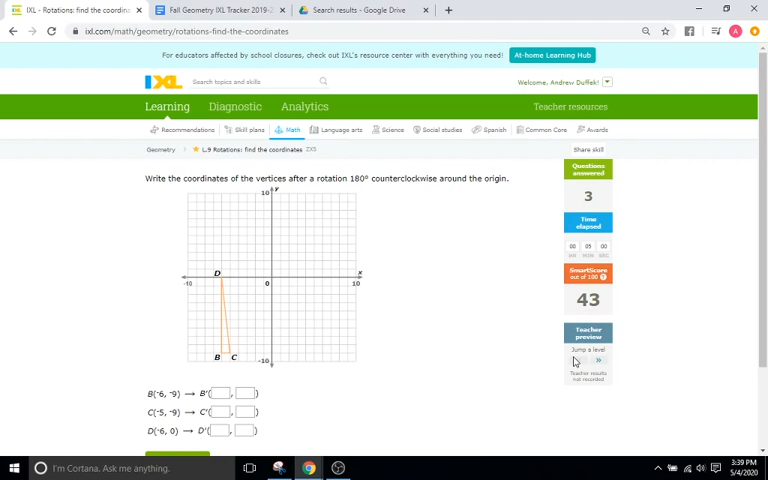 IXL - Rotations: find the coordin
Fall Geometry IXL Tracker 2019-2
Search results - Google Drive
ixl.com/math/geometry/rotations-find-the-coordinates
A
For educators affected by school closures, check out IXL's resource center with everything you need!
At-home Learning Hub
IXL
Search topics and skills
Welcome, Andrew Duffek!
Learning
Diagnostic
Analytics
Teacher resources
Recommendations
Skill plans
Math
Language arts
Science
Social studies
Spanish
Common Core
Awards
Geometry
L.9 Rotations: find the coordinates
Share skill
Write the coordinates of the vertices after a rotation 180° counterclockwise around the origin.
10
y
x
D
-10
0
10
B
C
-10
B(-6, -9) → B'( , )
C(-5, -9) → C'( , )
D(-6, 0) → D'( , )
Questions answered
3
Time elapsed
00 05 00
SmartScore
out of 100 ?
43
Teacher preview
Jump a level
Teacher results not recorded
I'm Cortana. Ask me anything.
3:39 PM
5/4/2020